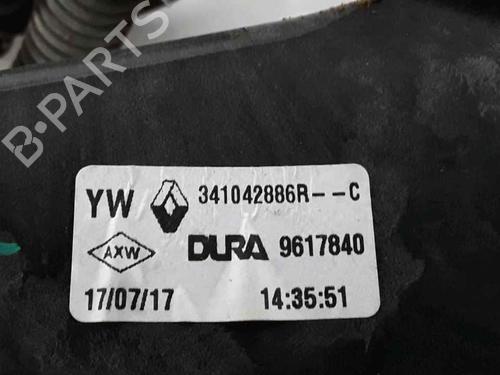 B-PARTS
YW 341042886R--C
AXW DURA 9617840
17/07/17 14:35:51